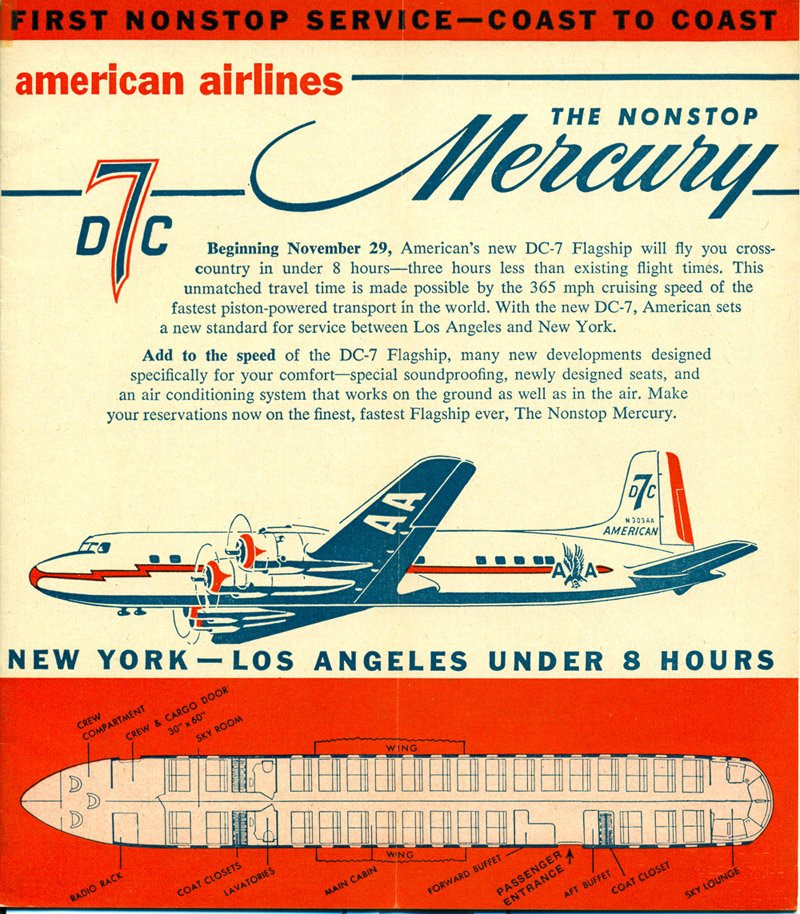 FIRST NONSTOP SERVICE—COAST TO COAST
american airlines
THE NONSTOP
Mercury
DC7
Beginning November 29, American's new DC-7 Flagship will fly you cross-
country in under 8 hours—three hours less than existing flight times. This
unmatched travel time is made possible by the 365 mph cruising speed of the
fastest piston-powered transport in the world. With the new DC-7, American sets
a new standard for service between Los Angeles and New York.
Add to the speed of the DC-7 Flagship, many new developments designed
specifically for your comfort—special soundproofing, newly designed seats, and
an air conditioning system that works on the ground as well as in the air. Make
your reservations now on the finest, fastest Flagship ever, The Nonstop Mercury.
AA
DC7
N303AA
AMERICAN
A A
NEW YORK—LOS ANGELES UNDER 8 HOURS
CREW
COMPARTMENT
CREW & CARGO DOOR
30" x 60"
SKY ROOM
WING
WING
RADIO RACK
COAT CLOSETS
LAVATORIES
MAIN CABIN
FORWARD BUFFET
PASSENGER
ENTRANCE
AFT BUFFET
COAT CLOSET
SKY LOUNGE